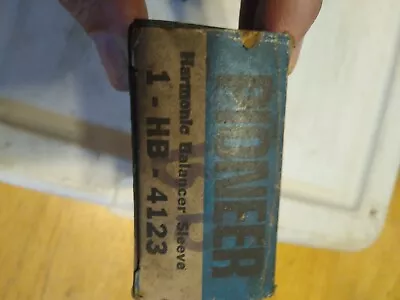 PIONEER
Harmonic Balancer Sleeve
1 - HB - 4123